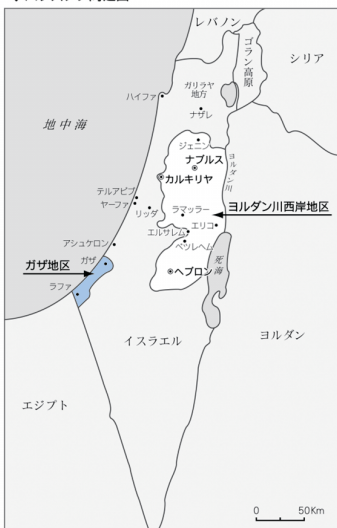 レバノン
シリア
ゴラン高原
ガリラヤ
地方
ハイファ
ナザレ
地中海
ジェニン
ナブルス
カルキリヤ
ヨルダン川
テルアビブ
ヤーファ
リッダ
ラマッラー
ヨルダン川西岸地区
エリコ
エルサレム
アシュケロン
ベツレヘム
ガザ地区
ガザ
ヘブロン
死海
ラファ
イスラエル
ヨルダン
エジプト
0 50Km